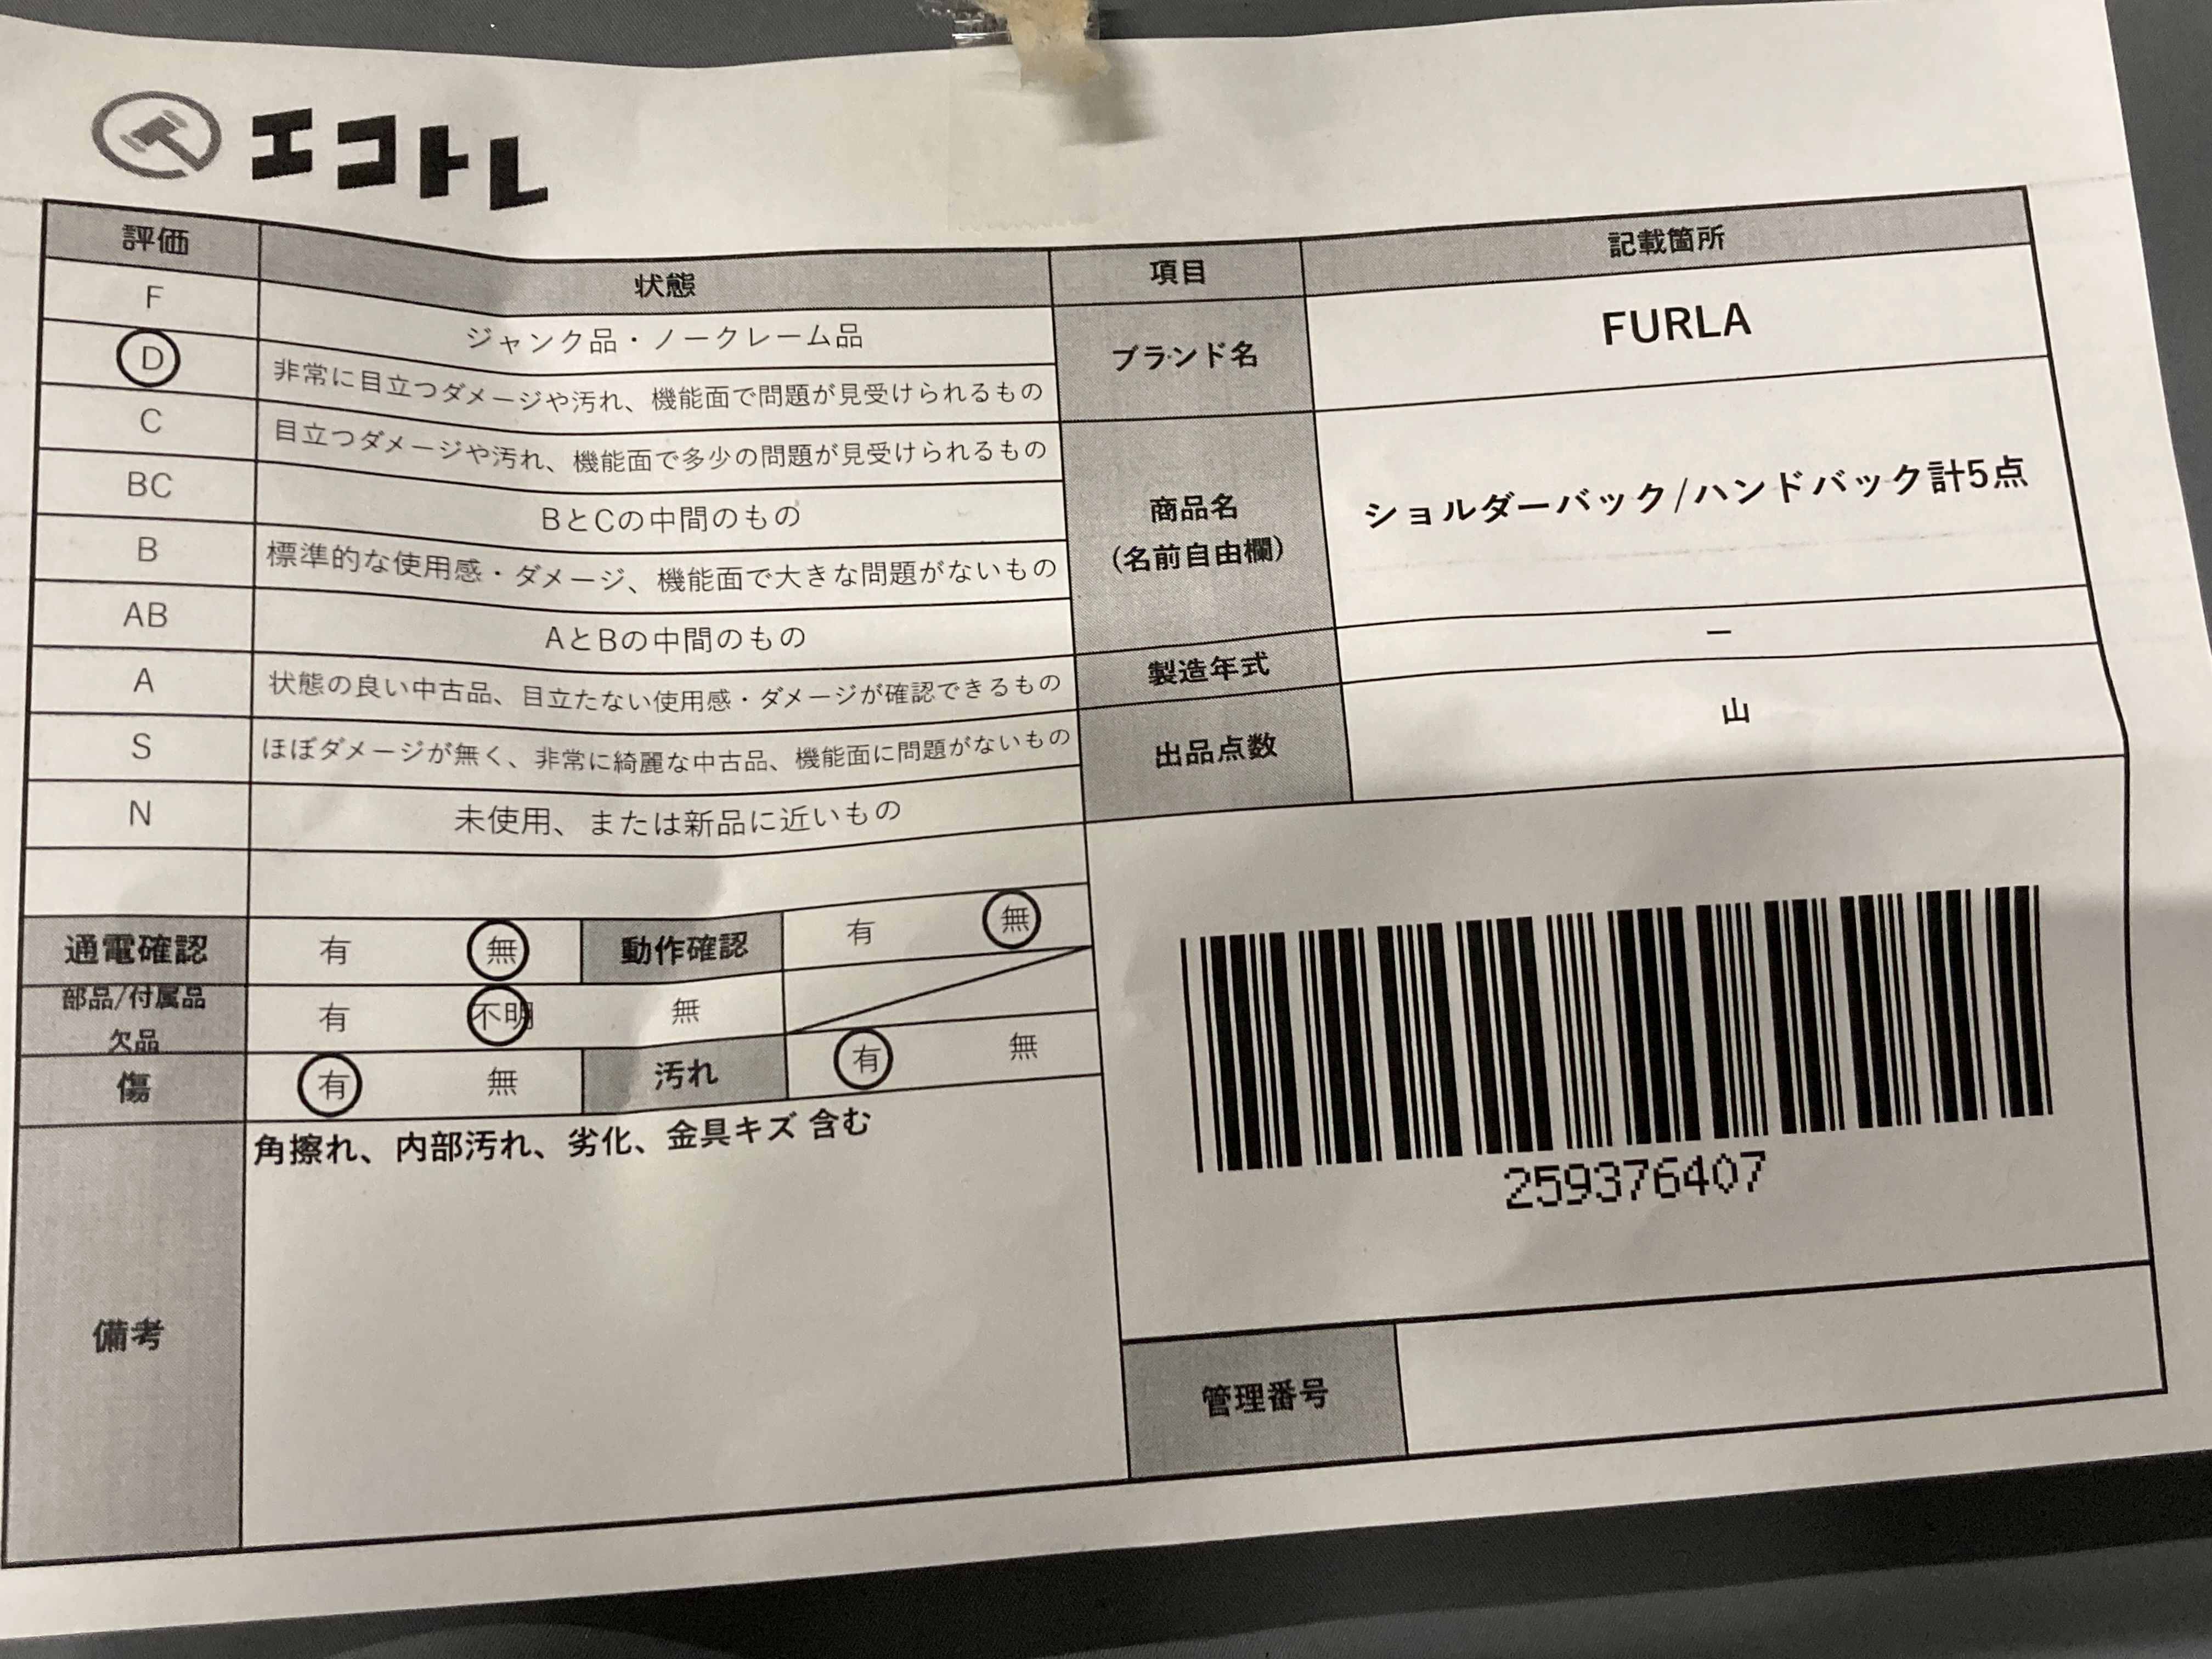 エコトレ
評価 状態 項目 記載箇所
F ジャンク品・ノークレーム品
D 非常に目立つダメージや汚れ、機能面で問題が見受けられるもの
C 目立つダメージや汚れ、機能面で多少の問題が見受けられるもの
BC BとCの中間のもの
B 標準的な使用感・ダメージ、機能面で大きな問題がないもの
AB AとBの中間のもの
A 状態の良い中古品、目立たない使用感・ダメージが確認できるもの
S ほぼダメージが無く、非常に綺麗な中古品、機能面に問題がないもの
N 未使用、または新品に近いもの
ブランド名 FURLA
商品名
(名前自由欄)
ショルダーバック/ハンドバック計5点
製造年式 ー
出品点数 山
通電確認 有 無 動作確認 有 無
部品/付属品
欠品
有 不明 無
傷 有 無 汚れ 有 無
備考
角擦れ、内部汚れ、劣化、金具キズ 含む
259376407
管理番号